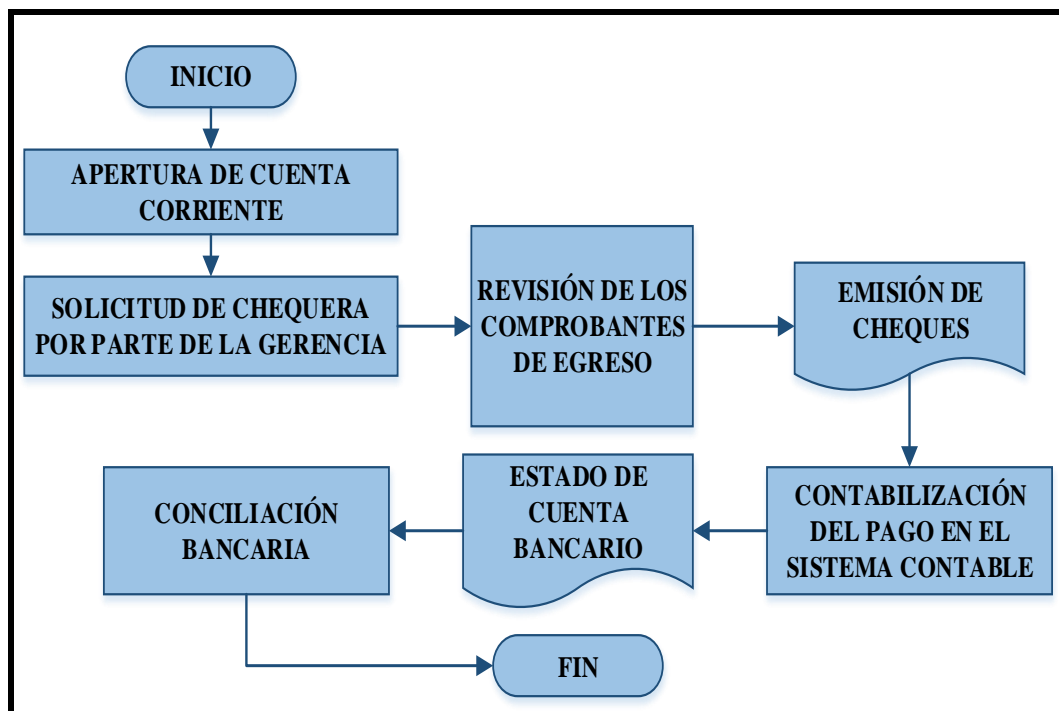 INICIO
APERTURA DE CUENTA
CORRIENTE
SOLICITUD DE CHEQUERA
POR PARTE DE LA GERENCIA
REVISIÓN DE LOS
COMPROBANTES
DE EGRESO
EMISIÓN DE
CHEQUES
CONTABILIZACIÓN
DEL PAGO EN EL
SISTEMA CONTABLE
ESTADO DE
CUENTA
BANCARIO
CONCILIACIÓN
BANCARIA
FIN